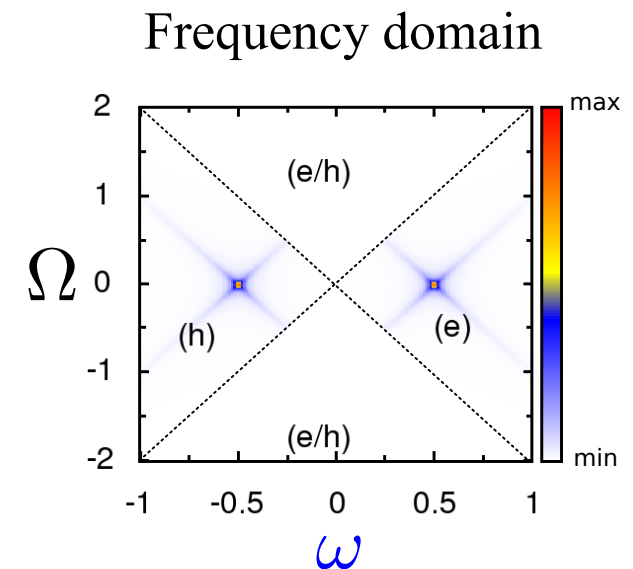 Frequency domain
max
min
2
1
0
-1
-2
Ω
(e/h)
(h)
(e)
(e/h)
-1 -0.5 0 0.5 1
ω